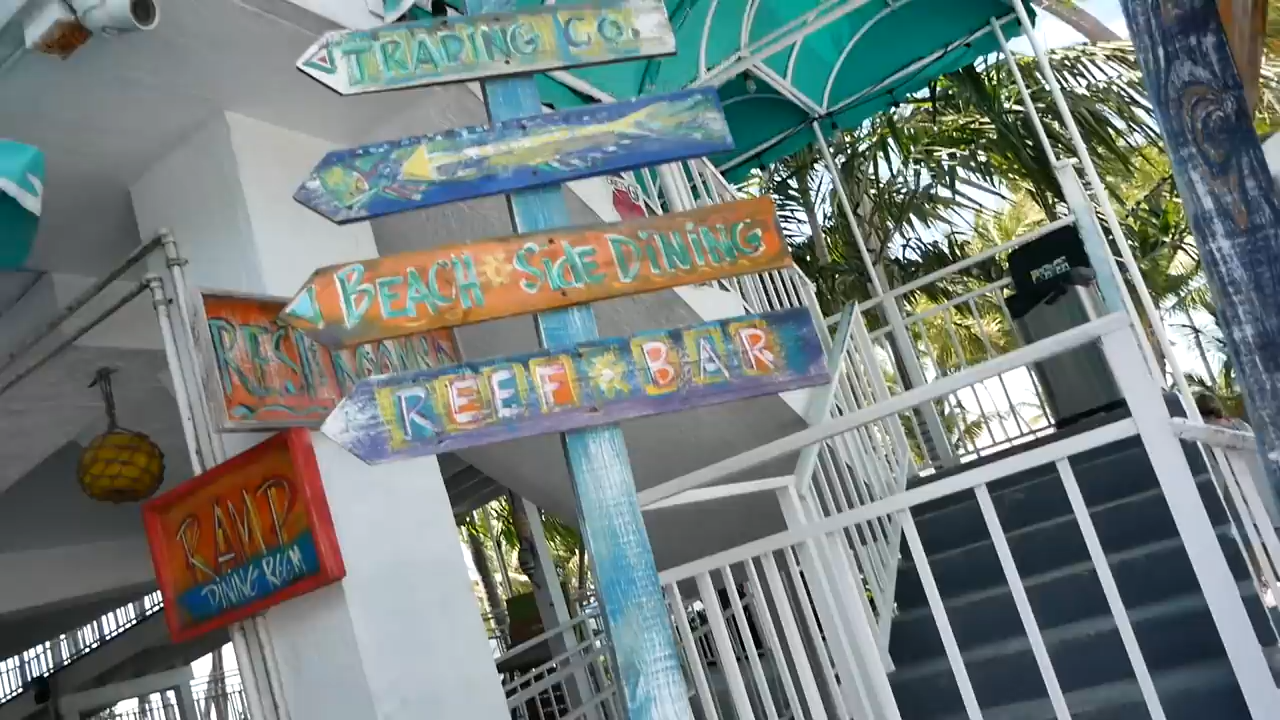 TRADING CO.
BEACH SIDE DINING
REEF BAR
RAMP
DINING ROOM